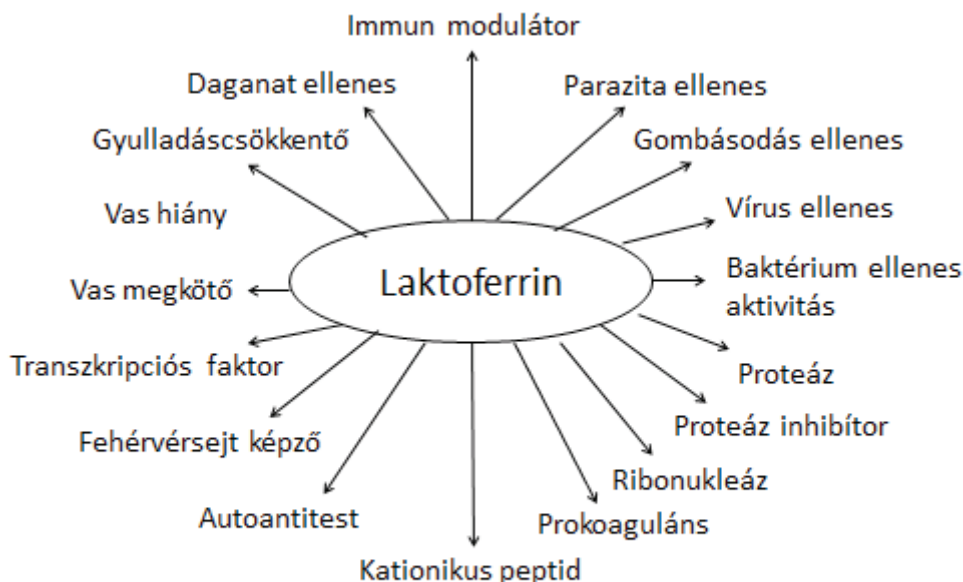 Immun modulátor
Daganat ellenes
Parazita ellenes
Gyulladáscsökkentő
Gombásodás ellenes
Vas hiány
Vírus ellenes
Laktoferrin
Baktérium ellenes
aktivitás
Vas megkötő
Transzkripciós faktor
Proteáz
Fehérvérsejt képző
Proteáz inhibítor
Ribonukleáz
Autoantitest
Prokoaguláns
Kationikus peptid